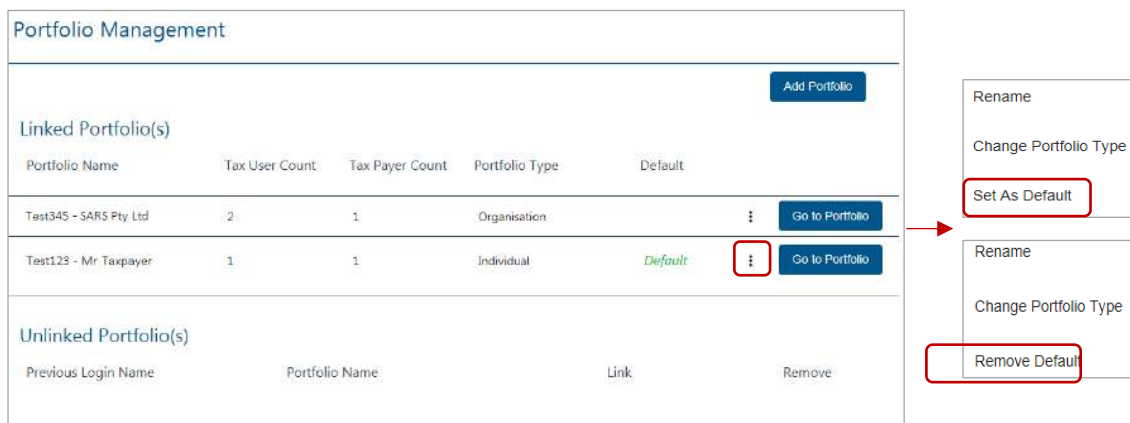 Portfolio Management
Add Portfolio
Linked Portfolio(s)
Portfolio Name Tax User Count Tax Payer Count Portfolio Type Default
Test345 - SARS Pty Ltd 2 1 Organisation Go to Portfolio
Test123 - Mr Taxpayer 1 1 Individual Default Go to Portfolio
Unlinked Portfolio(s)
Previous Login Name Portfolio Name Link Remove
Rename
Change Portfolio Type
Set As Default
Rename
Change Portfolio Type
Remove Default